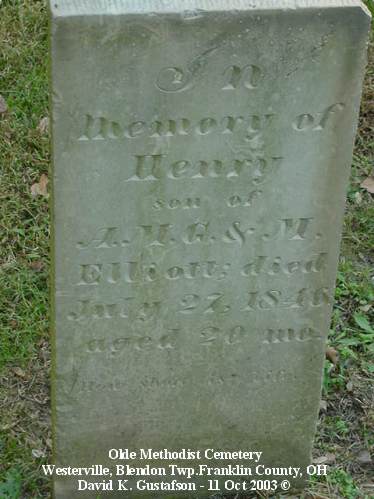 In
memory of
Henry
son of
A.M.G. & M.
Elliott; died
July 27, 1846
aged 20 mo.
Olde Methodist Cemetery
Westerville, Blendon Twp.Franklin County, OH
David K. Gustafson - 11 Oct 2003 ©